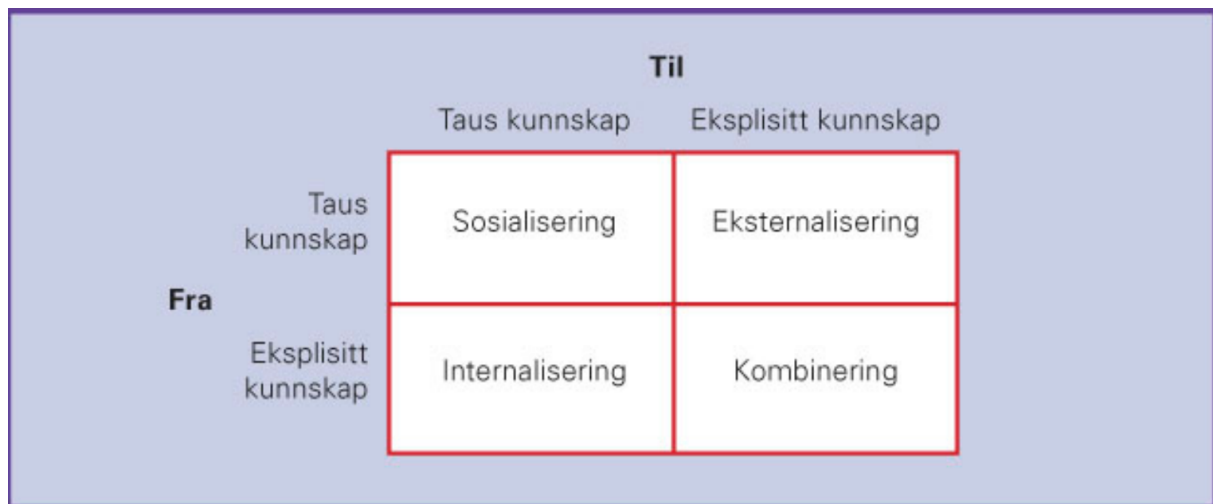 Til
Taus kunnskap Eksplisitt kunnskap
Taus
kunnskap
Sosialisering Eksternalisering
Fra
Eksplisitt
kunnskap
Internalisering Kombinering